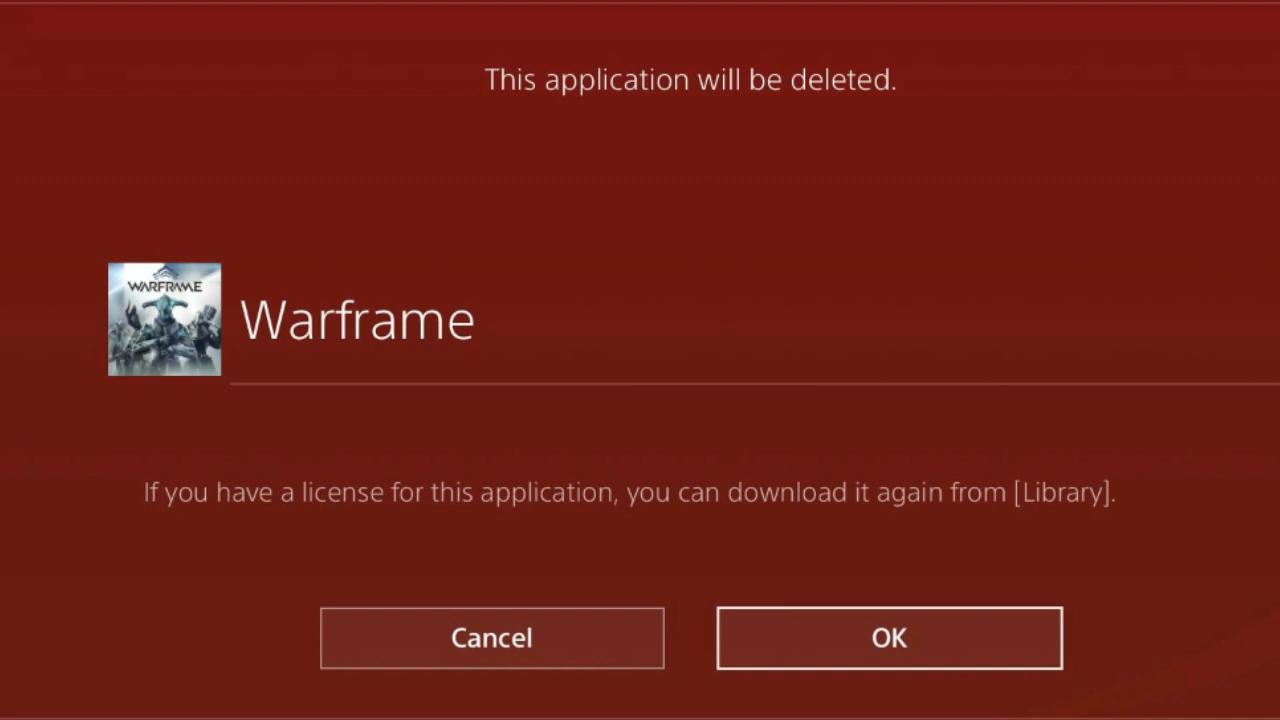 This application will be deleted.
WARFRAME
Warframe
If you have a license for this application, you can download it again from [Library].
Cancel
OK